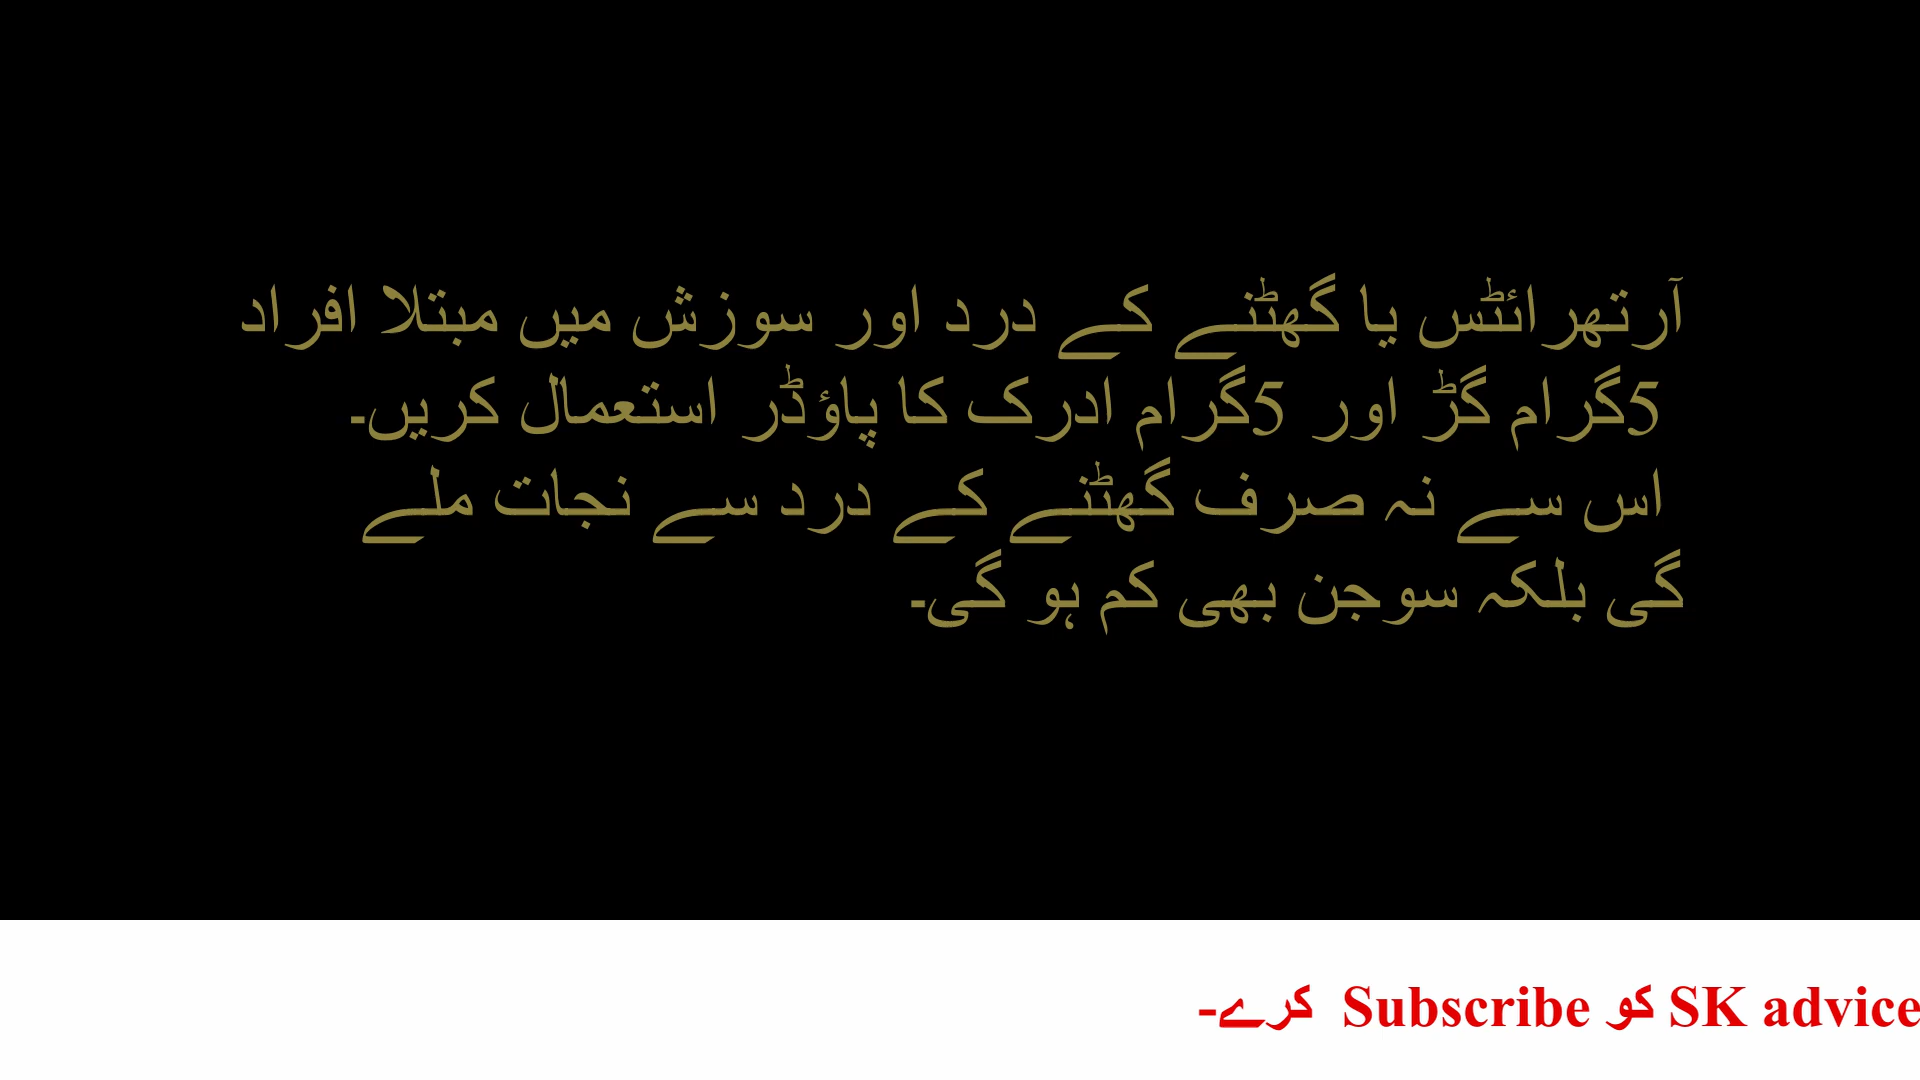 آرتھرائٹس یا گھٹنے کے درد اور سوزش میں مبتلا افراد
5گرام گڑ اور 5گرام ادرک کا پاؤڈر استعمال کریں۔
اس سے نہ صرف گھٹنے کے درد سے نجات ملے
گی بلکہ سوجن بھی کم ہو گی۔
SK advice کو Subscribe کرے۔